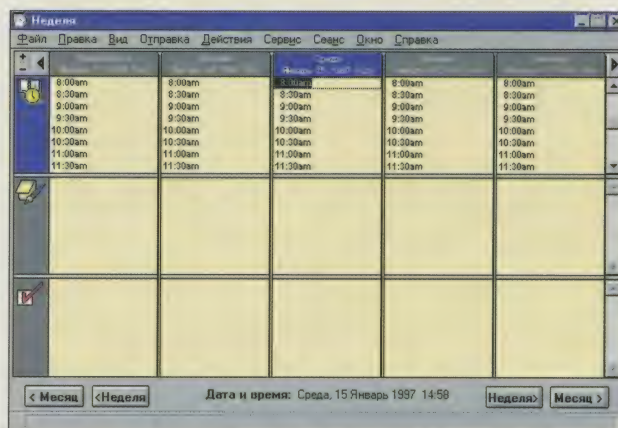 Неделя
Файл Правка Вид Отправка Действия Сервис Сеанс Окно Справка
Среда
8:00am 8:00am 8:00am 8:00am 8:00am
8:30am 8:30am 8:30am 8:30am 8:30am
9:00am 9:00am 9:00am 9:00am 9:00am
9:30am 9:30am 9:30am 9:30am 9:30am
10:00am 10:00am 10:00am 10:00am 10:00am
10:30am 10:30am 10:30am 10:30am 10:30am
11:00am 11:00am 11:00am 11:00am 11:00am
11:30am 11:30am 11:30am 11:30am 11:30am
< Месяц <Неделя Дата и время: Среда, 15 Январь 1997 14:58 Неделя> Месяц >